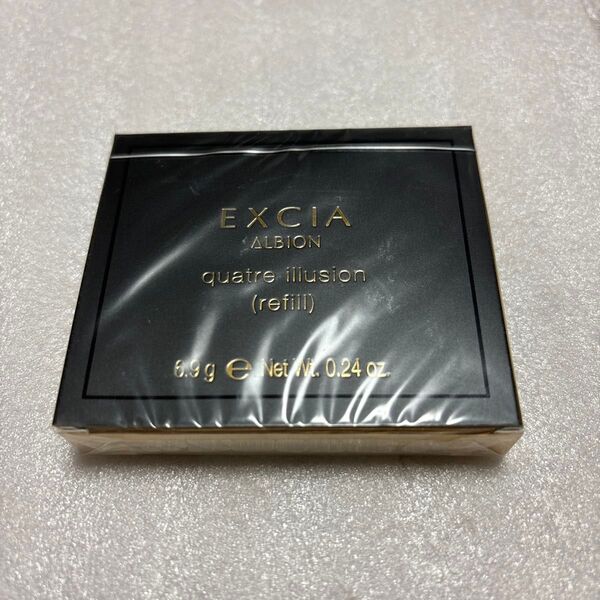 EXCIA
ALBION
quatre illusion
(refill)
6.9 g ℮ Net Wt. 0.24 oz.